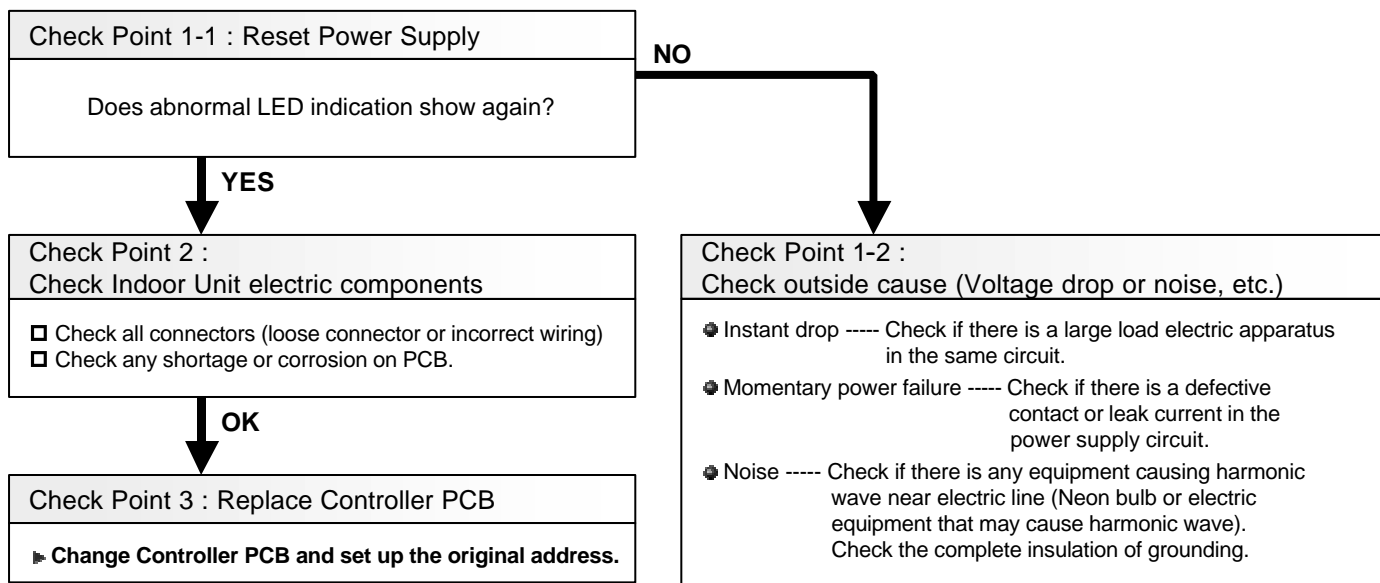 Check Point 1-1 : Reset Power Supply
Does abnormal LED indication show again?
NO
YES
Check Point 2 :
Check Indoor Unit electric components
Check all connectors (loose connector or incorrect wiring)
Check any shortage or corrosion on PCB.
OK
Check Point 3 : Replace Controller PCB
Change Controller PCB and set up the original address.
Check Point 1-2 :
Check outside cause (Voltage drop or noise, etc.)
Instant drop ----- Check if there is a large load electric apparatus
in the same circuit.
Momentary power failure ----- Check if there is a defective
contact or leak current in the
power supply circuit.
Noise ----- Check if there is any equipment causing harmonic
wave near electric line (Neon bulb or electric
equipment that may cause harmonic wave).
Check the complete insulation of grounding.